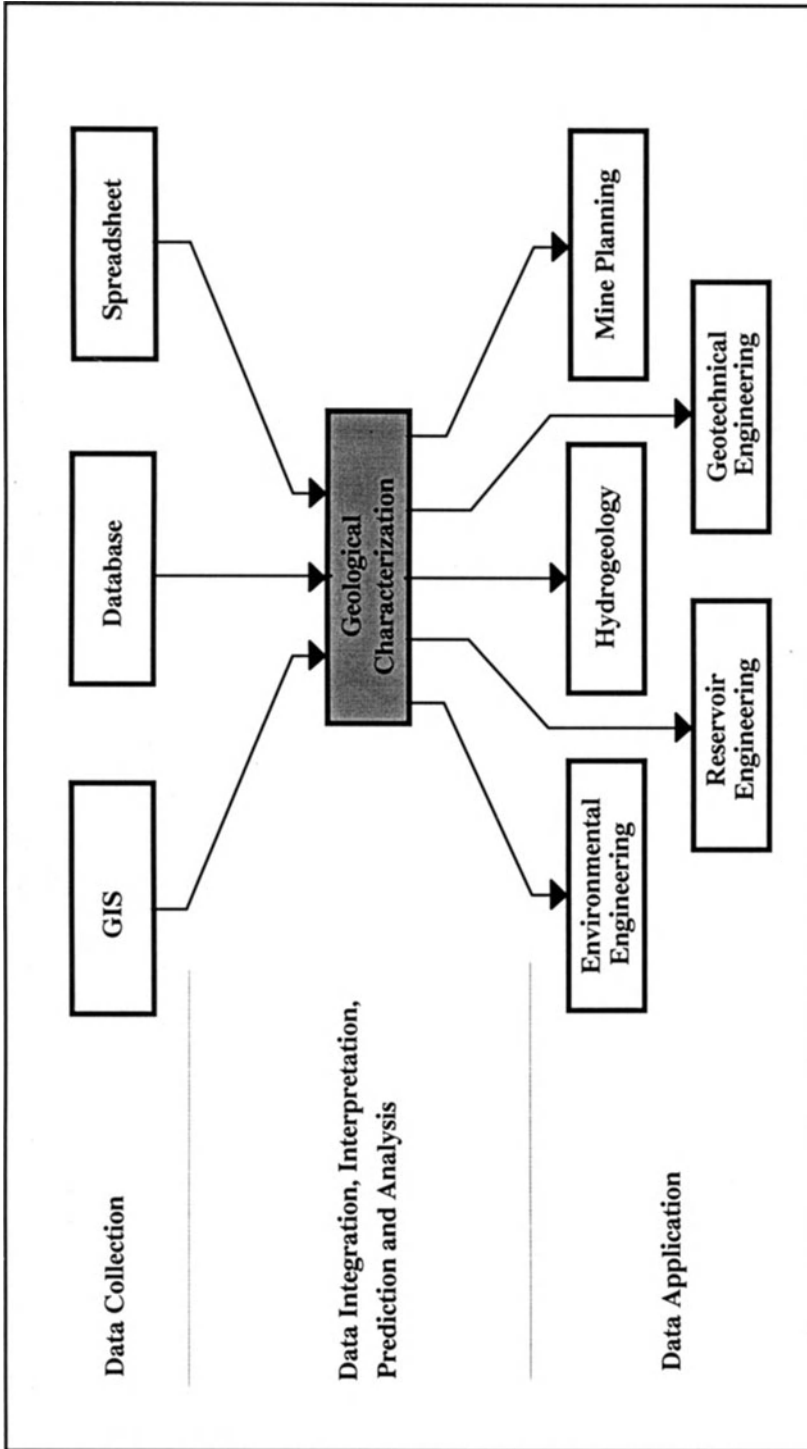 Data Collection
GIS
Database
Spreadsheet
Data Integration, Interpretation,
Prediction and Analysis
Geological
Characterization
Data Application
Environmental
Engineering
Hydrogeology
Mine Planning
Reservoir
Engineering
Geotechnical
Engineering